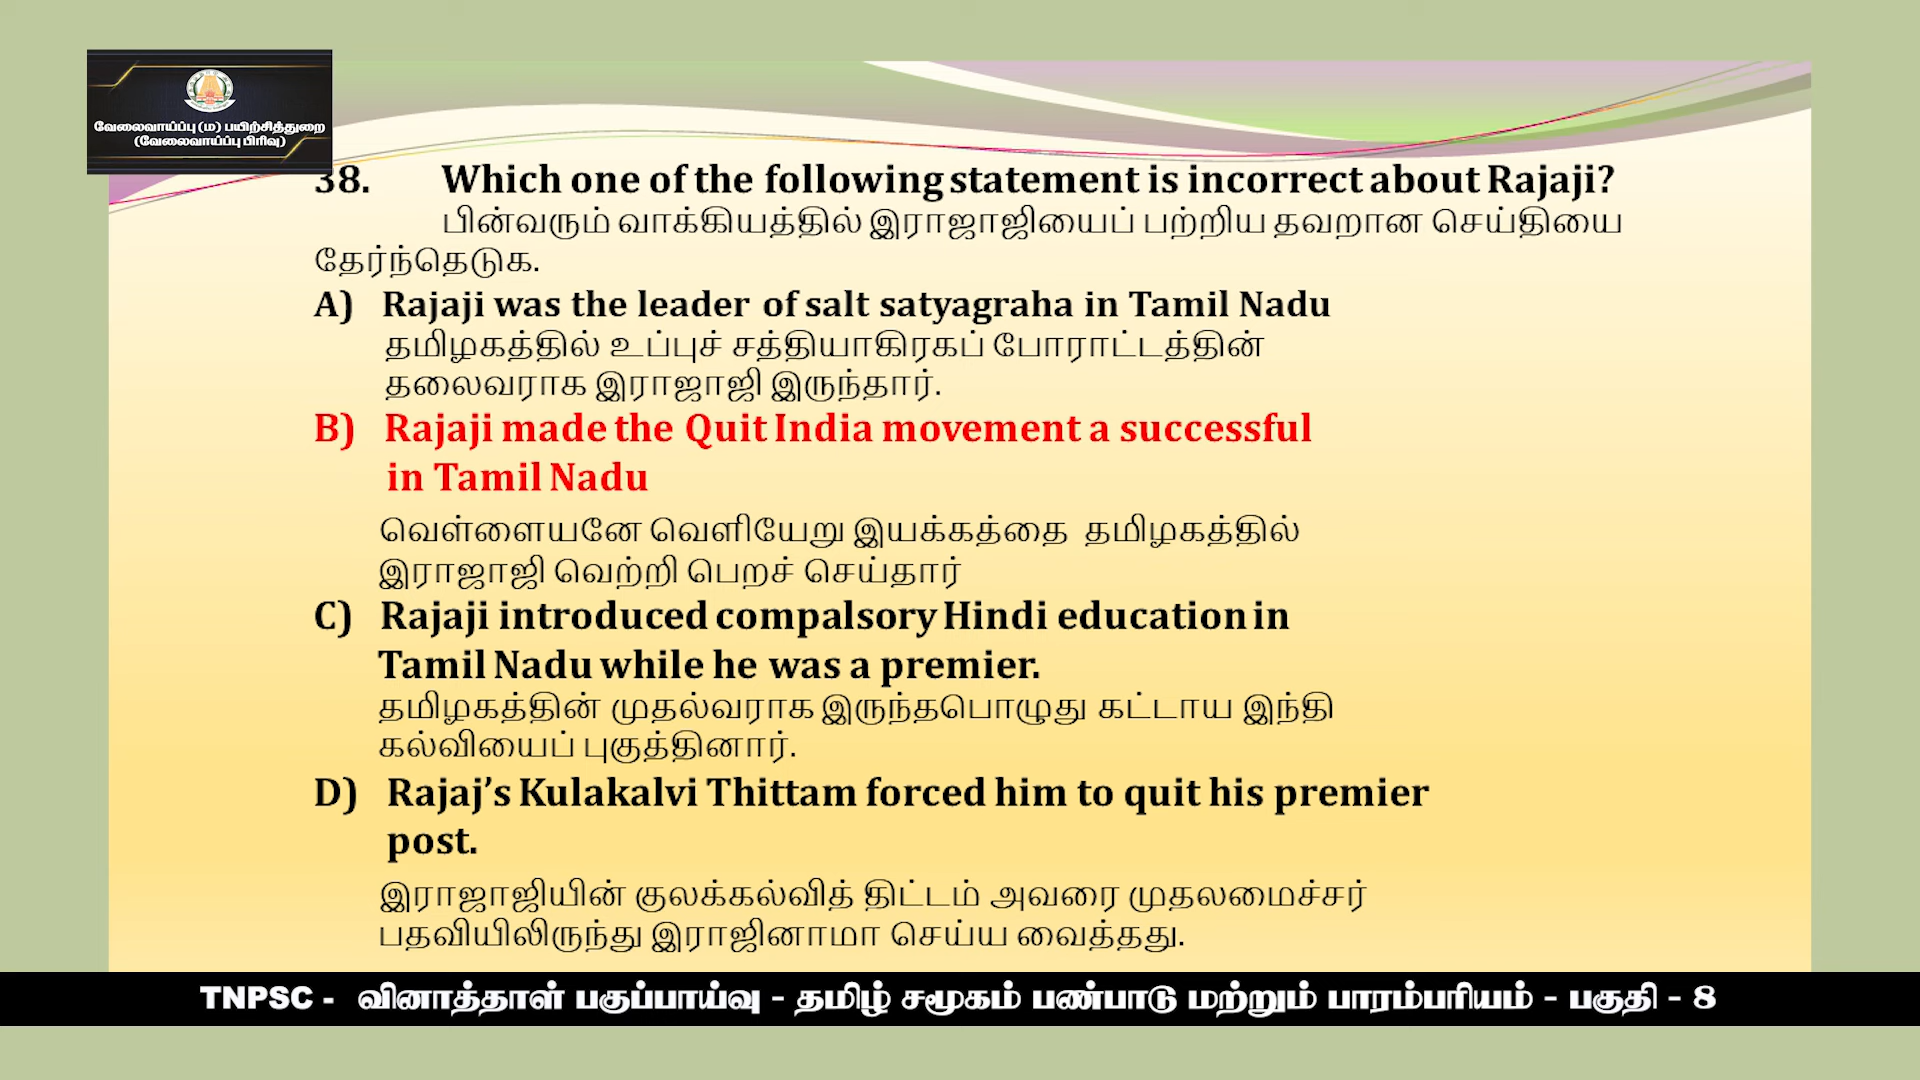 வேலைவாய்ப்பு (ம) பயிற்சித்துறை
(வேலைவாய்ப்பு பிரிவு)
38. Which one of the following statement is incorrect about Rajaji?
பின்வரும் வாக்கியத்தில் இராஜாஜியைப் பற்றிய தவறான செய்தியை
தேர்ந்தெடுக.
A) Rajaji was the leader of salt satyagraha in Tamil Nadu
தமிழகத்தில் உப்புச் சத்தியாகிரகப் போராட்டத்தின்
தலைவராக இராஜாஜி இருந்தார்.
B) Rajaji made the Quit India movement a successful
in Tamil Nadu
வெள்ளையனே வெளியேறு இயக்கத்தை தமிழகத்தில்
இராஜாஜி வெற்றி பெறச் செய்தார்
C) Rajaji introduced compalsory Hindi education in
Tamil Nadu while he was a premier.
தமிழகத்தின் முதல்வராக இருந்தபொழுது கட்டாய இந்தி
கல்வியைப் புகுத்தினார்.
D) Rajaj’s Kulakalvi Thittam forced him to quit his premier
post.
இராஜாஜியின் குலக்கல்வித் திட்டம் அவரை முதலமைச்சர்
பதவியிலிருந்து இராஜினாமா செய்ய வைத்தது.
TNPSC - வினாத்தாள் பகுப்பாய்வு - தமிழ் சமூகம் பண்பாடு மற்றும் பாரம்பரியம் - பகுதி - 8